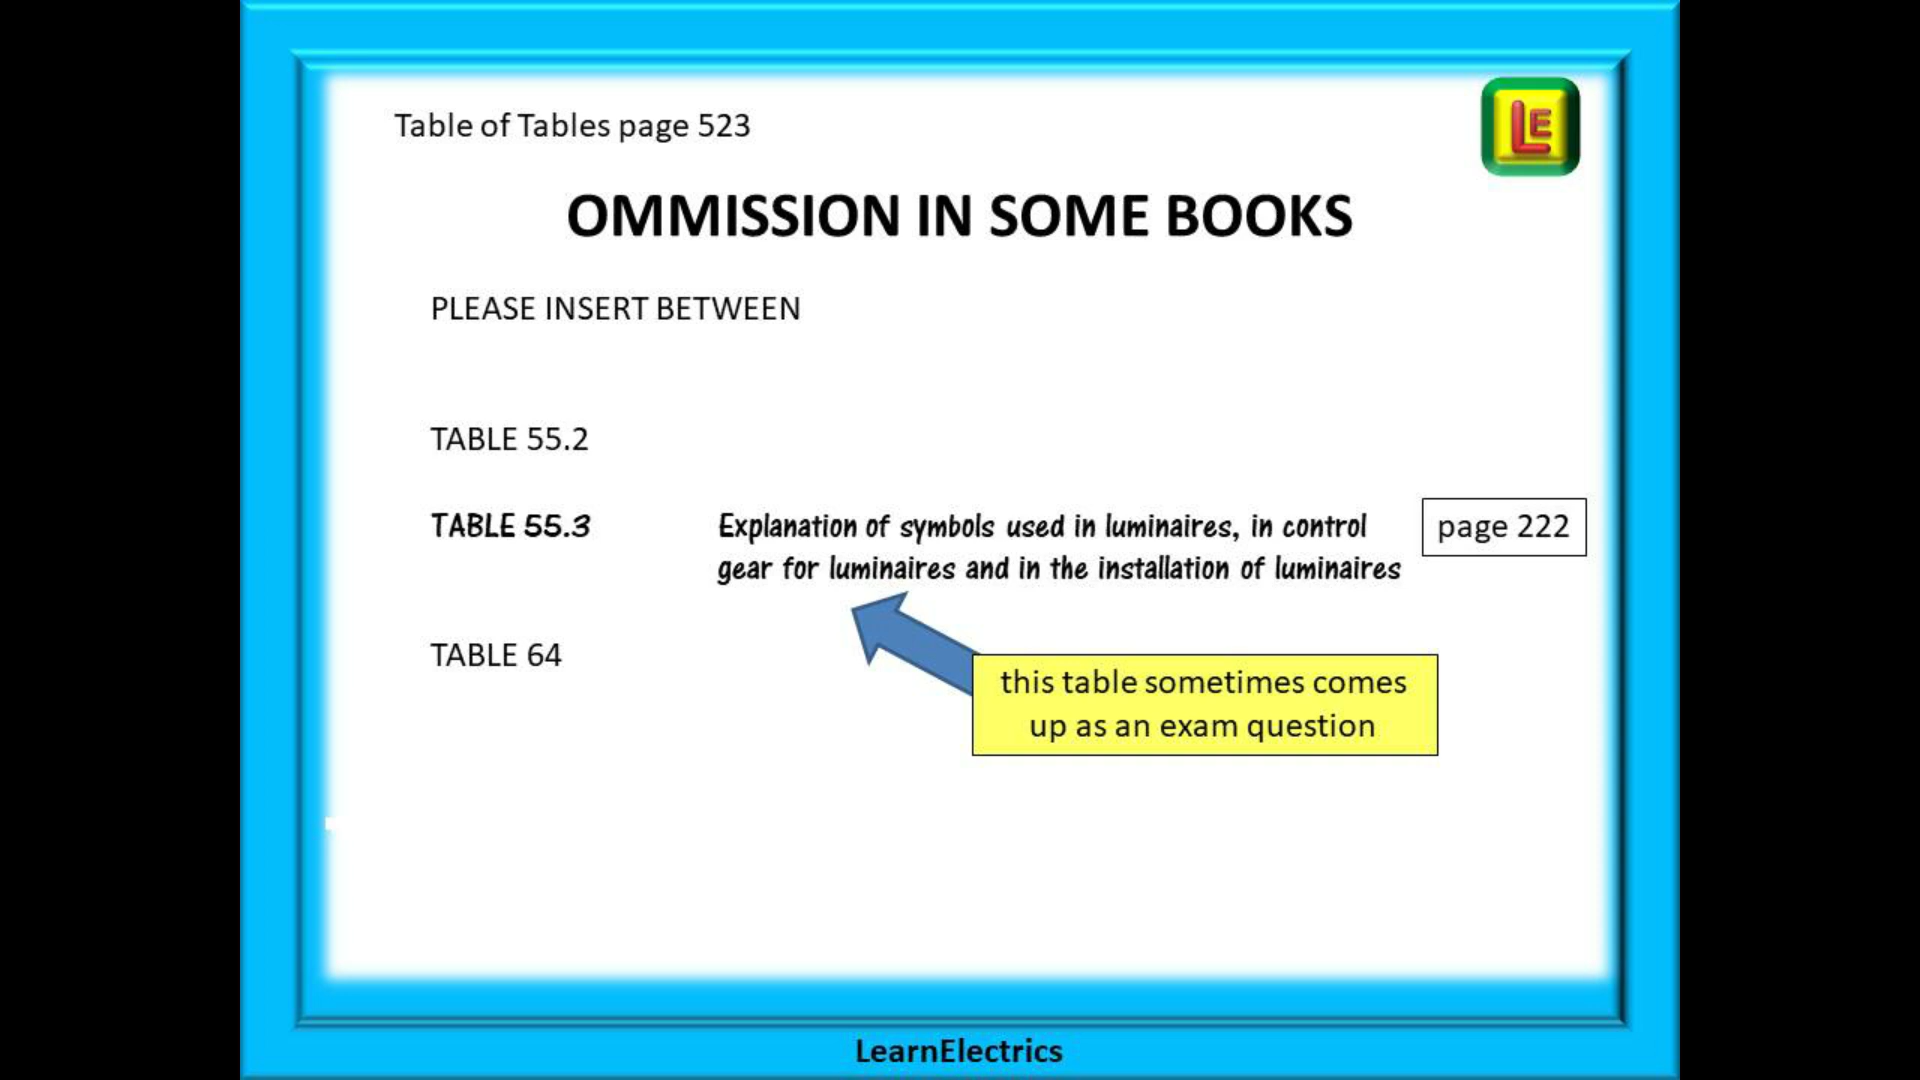 Table of Tables page 523
LE
OMMISSION IN SOME BOOKS
PLEASE INSERT BETWEEN
TABLE 55.2
TABLE 55.3 Explanation of symbols used in luminaires, in control page 222
gear for luminaires and in the installation of luminaires
TABLE 64
this table sometimes comes
up as an exam question
LearnElectrics